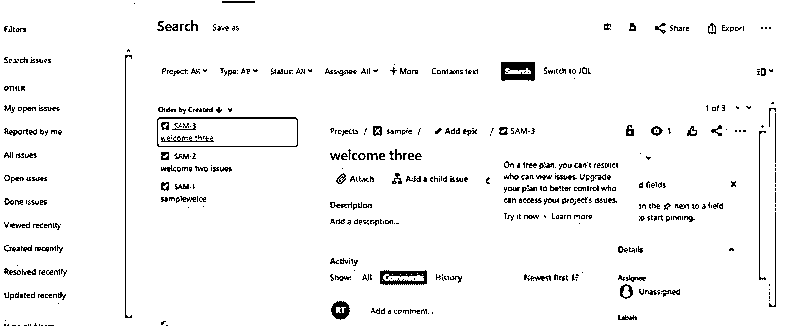 Filters
Search issues
OTHER
My open issues
Reported by me
All issues
Open issues
Done issues
Viewed recently
Created recently
Resolved recently
Updated recently
Search Save as
Share Export
Project: All Type: All Status: All Assignee: All + More Contains text Search Switch to JQL
Order by Created
SAM-3
welcome three
SAM-2
welcome two issues
SAM-1
samplewelce
1 of 3
Projects / sample / Add epic / SAM-3
1
welcome three
Attach Add a child issue
Description
Add a description...
Activity
Show: All Comments History Newest first
RT Add a comment...
On a free plan, you can't restrict
who can view issues. Upgrade
your plan to better control who
can access your project's issues.
Try it now • Learn more
d fields
on the next to a field
to start pinning.
Details
Assignee
Unassigned
Labels